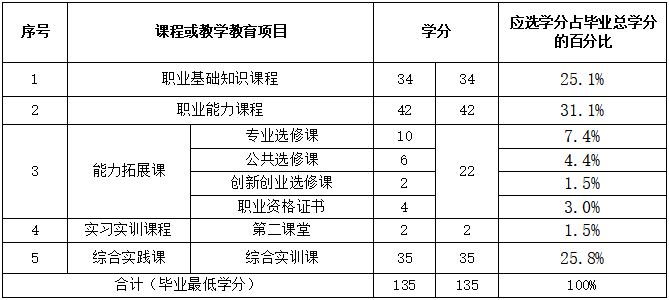 序号 课程或教学教育项目 学分 应选学分占毕业总学分
的百分比
1 职业基础知识课程 34 34 25.1%
2 职业能力课程 42 42 31.1%
3 能力拓展课 专业选修课 10 22 7.4%
公共选修课 6 4.4%
创新创业选修课 2 1.5%
职业资格证书 4 3.0%
4 实习实训课程 第二课堂 2 2 1.5%
5 综合实践课 综合实训课 35 35 25.8%
合计（毕业最低学分） 135 135 100%